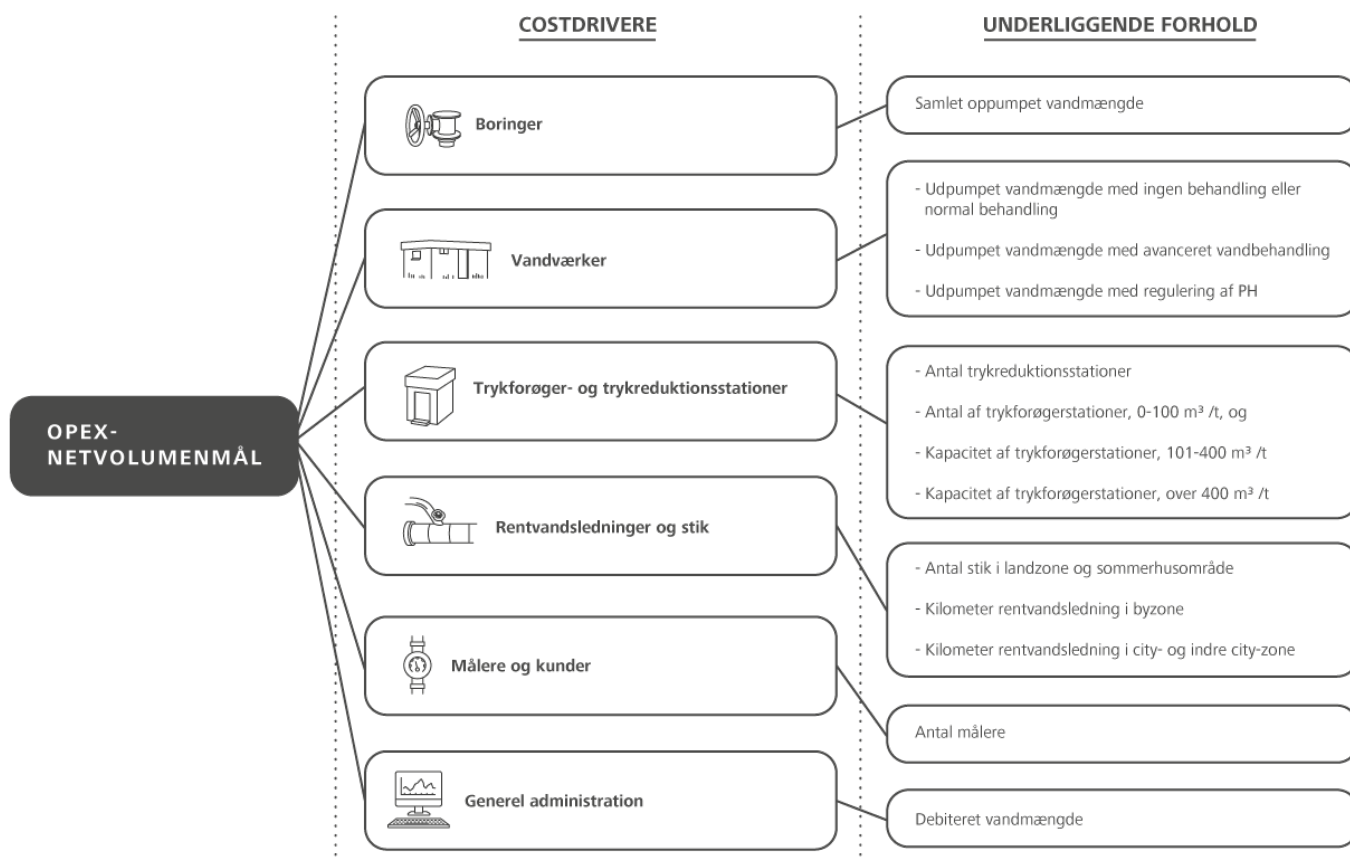 COSTDRIVERE
UNDERLIGGENDE FORHOLD
OPEX-
NETVOLUMENMÅL
Boringer
Samlet oppumpet vandmængde
Vandværker
- Udpumpet vandmængde med ingen behandling eller
normal behandling
- Udpumpet vandmængde med avanceret vandbehandling
- Udpumpet vandmængde med regulering af PH
Trykforøger- og trykreduktionsstationer
- Antal trykreduktionsstationer
- Antal af trykforøgerstationer, 0-100 m³ /t, og
- Kapacitet af trykforøgerstationer, 101-400 m³ /t
- Kapacitet af trykforøgerstationer, over 400 m³ /t
Rentvandsledninger og stik
- Antal stik i landzone og sommerhusområde
- Kilometer rentvandsledning i byzone
- Kilometer rentvandsledning i city- og indre city-zone
Målere og kunder
Antal målere
Generel administration
Debiteret vandmængde